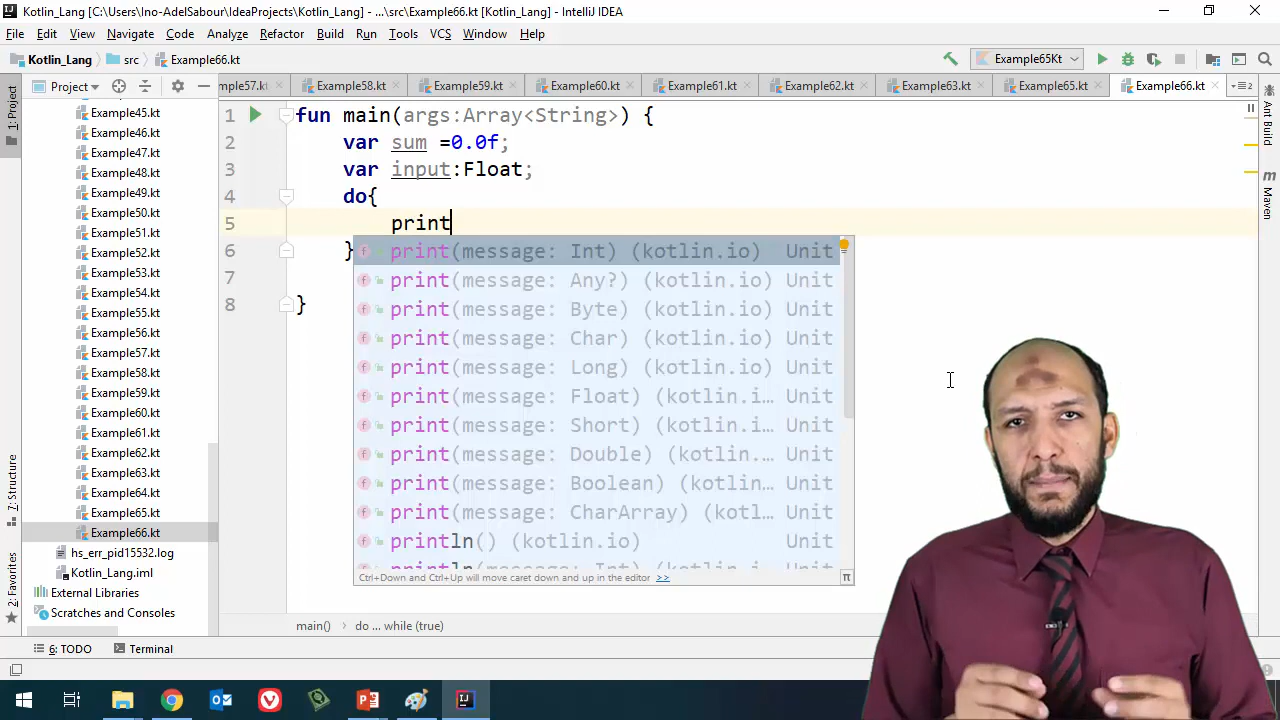 Kotlin_Lang [C:\Users\Ino-AdelSabour\IdeaProjects\Kotlin_Lang] - ...\src\Example66.kt [Kotlin_Lang] - IntelliJ IDEA
File Edit View Navigate Code Analyze Refactor Build Run Tools VCS Window Help
Kotlin_Lang src Example66.kt Example65Kt
Project mple57.kt Example58.kt Example59.kt Example60.kt Example61.kt Example62.kt Example63.kt Example65.kt Example66.kt
1: Project
7: Structure
2: Favorites
Ant Build
Maven
Example45.kt
Example46.kt
Example47.kt
Example48.kt
Example49.kt
Example50.kt
Example51.kt
Example52.kt
Example53.kt
Example54.kt
Example55.kt
Example56.kt
Example57.kt
Example58.kt
Example59.kt
Example60.kt
Example61.kt
Example62.kt
Example63.kt
Example64.kt
Example65.kt
Example66.kt
hs_err_pid15532.log
Kotlin_Lang.iml
External Libraries
Scratches and Consoles
1 fun main(args:Array<String>) {
2 var sum =0.0f;
3 var input:Float;
4 do{
5 print
6 }
7
8 }
print(message: Int) (kotlin.io) Unit
print(message: Any?) (kotlin.io) Unit
print(message: Byte) (kotlin.io) Unit
print(message: Char) (kotlin.io) Unit
print(message: Long) (kotlin.io) Unit
print(message: Float) (kotlin.i… Unit
print(message: Short) (kotlin.i… Unit
print(message: Double) (kotlin.… Unit
print(message: Boolean) (kotlin… Unit
print(message: CharArray) (kotl… Unit
println() (kotlin.io) Unit
println(message: Int) (kotlin.io) Unit
Ctrl+Down and Ctrl+Up will move caret down and up in the editor >> π
main() do ... while (true)
6: TODO Terminal